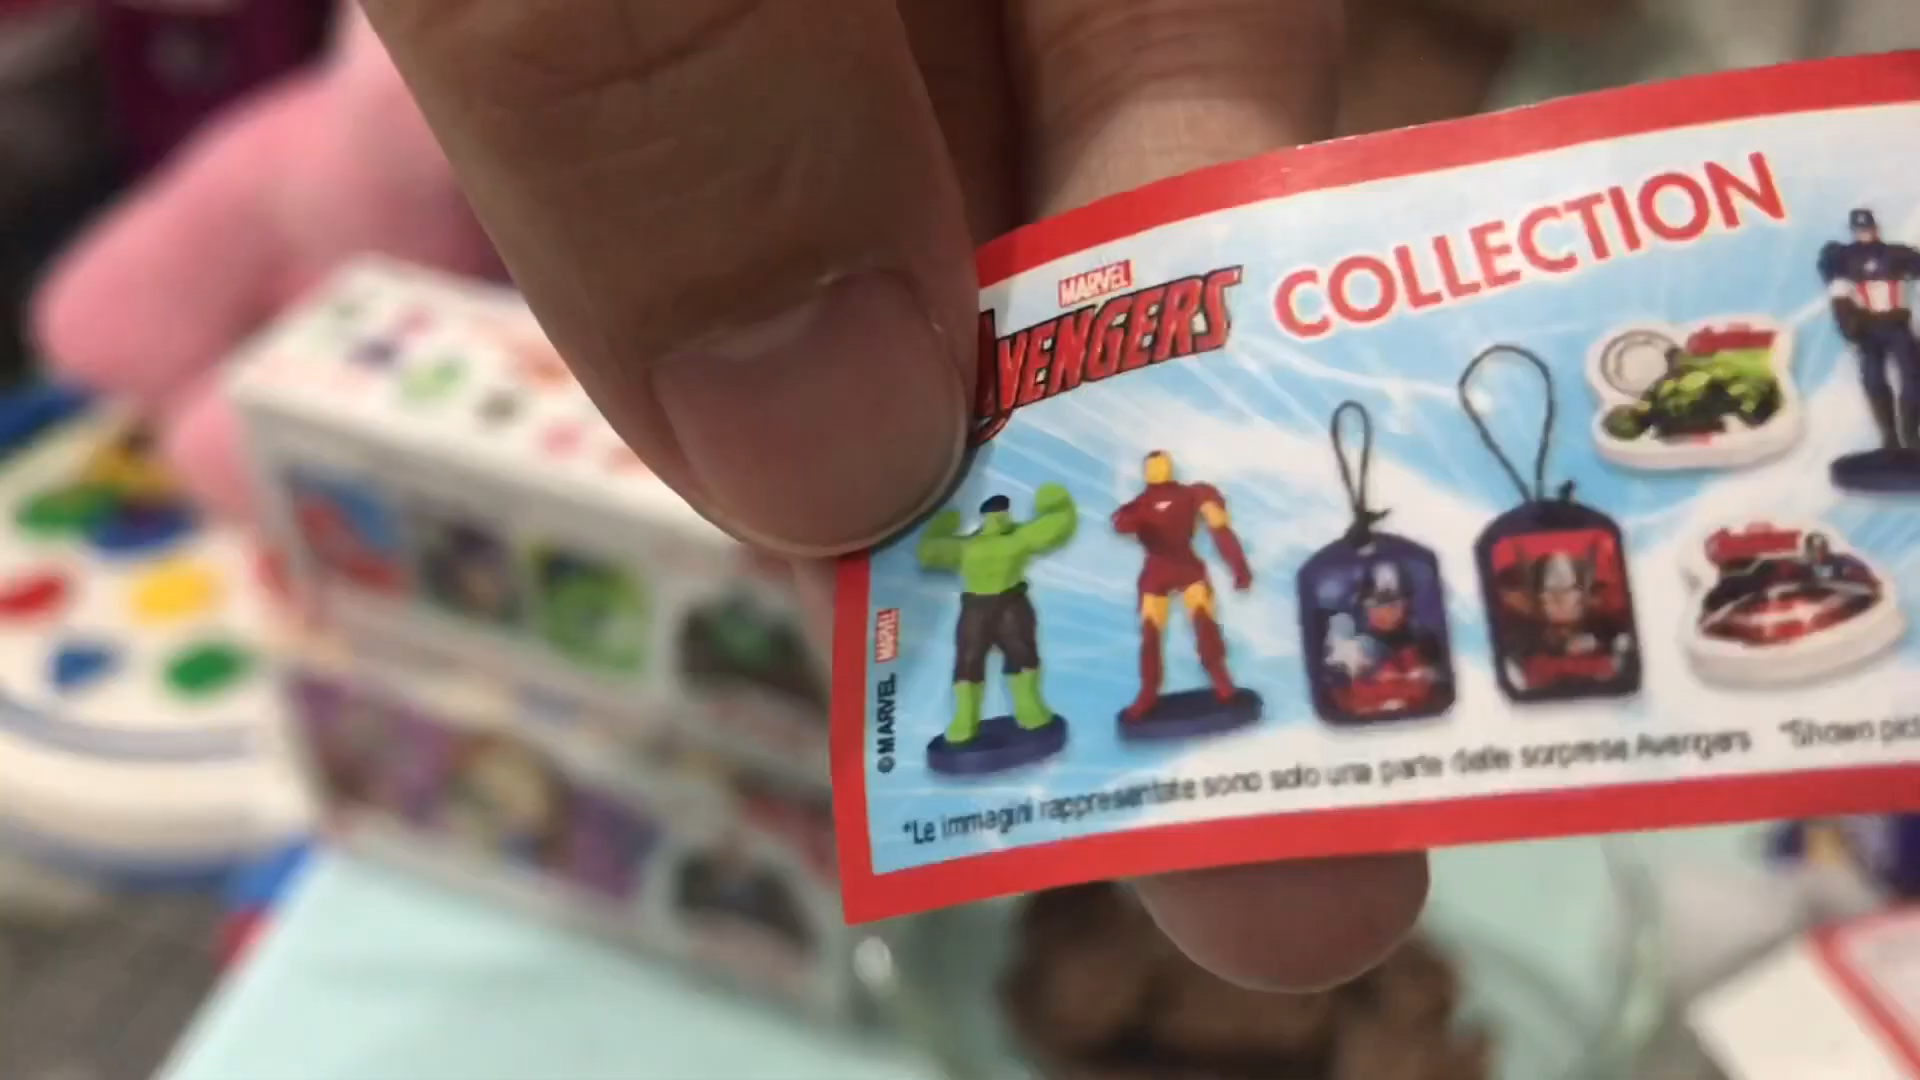 MARVEL
AVENGERS COLLECTION
MARVEL
© MARVEL
*Le immagini rappresentate sono solo una parte delle sorprese Avengers *Shown